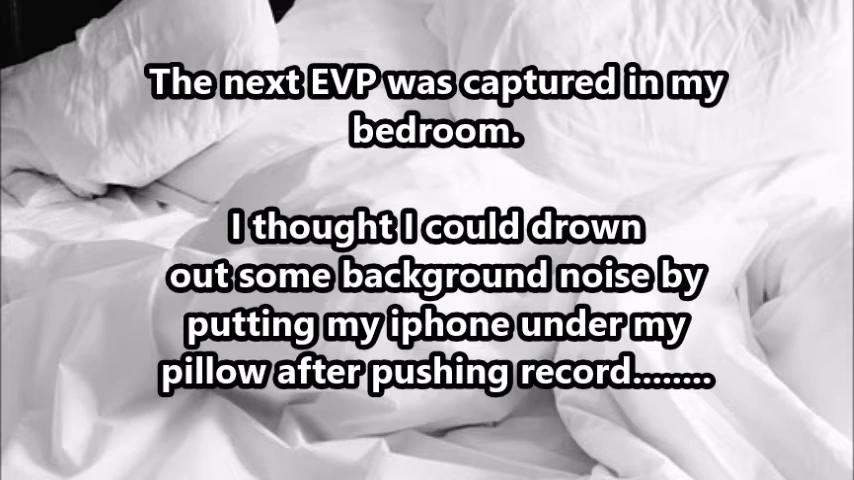 The next EVP was captured in my
bedroom.
I thought I could drown
out some background noise by
putting my iphone under my
pillow after pushing record........